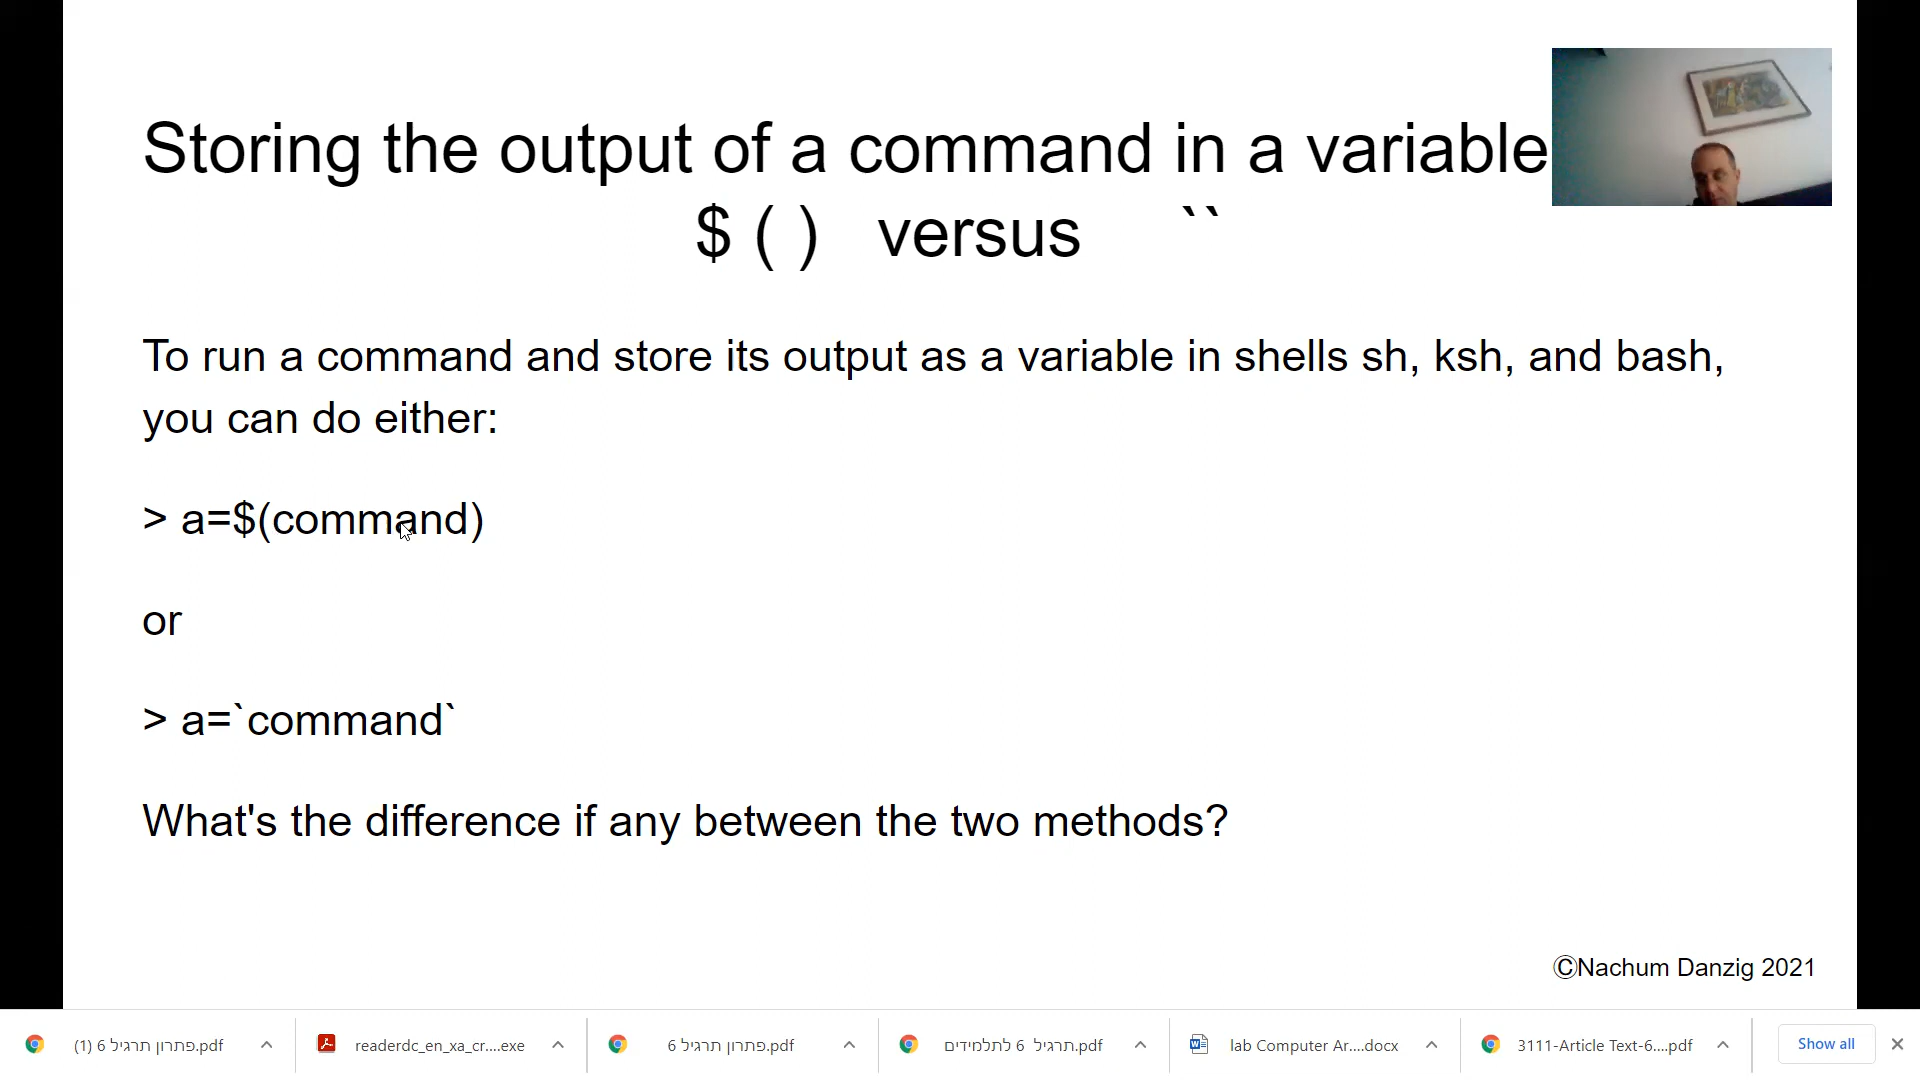 Storing the output of a command in a variable
$ ( ) versus ``
To run a command and store its output as a variable in shells sh, ksh, and bash,
you can do either:
> a=$(command)
or
> a=`command`
What's the difference if any between the two methods?
ⒸNachum Danzig 2021
פתרון תרגיל 6 (1).pdf
readerdc_en_xa_cr....exe
פתרון תרגיל 6.pdf
תרגיל 6 לתלמידים.pdf
lab Computer Ar....docx
3111-Article Text-6....pdf
Show all